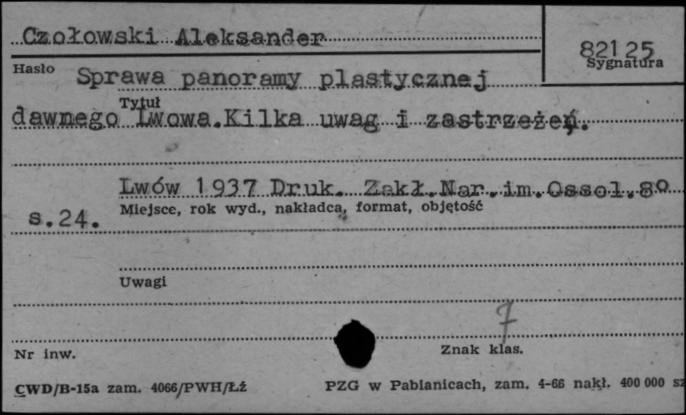 Czołowski Aleksander
82125
Hasło
Sygnatura
Sprawa panoramy plastycznej
Tytuł
dawnego Lwowa.Kilka uwag i zastrzeżeń.
Lwów 1937 Druk. Zakł.Nar.im.Ossol.8º
Miejsce, rok wyd., nakładca, format, objętość
s.24.
Uwagi
7
Nr inw.
Znak klas.
CWD/B-15a zam. 4066/PWH/Łź
PZG w Pabianicach, zam. 4-66 nakł. 400 000 sz